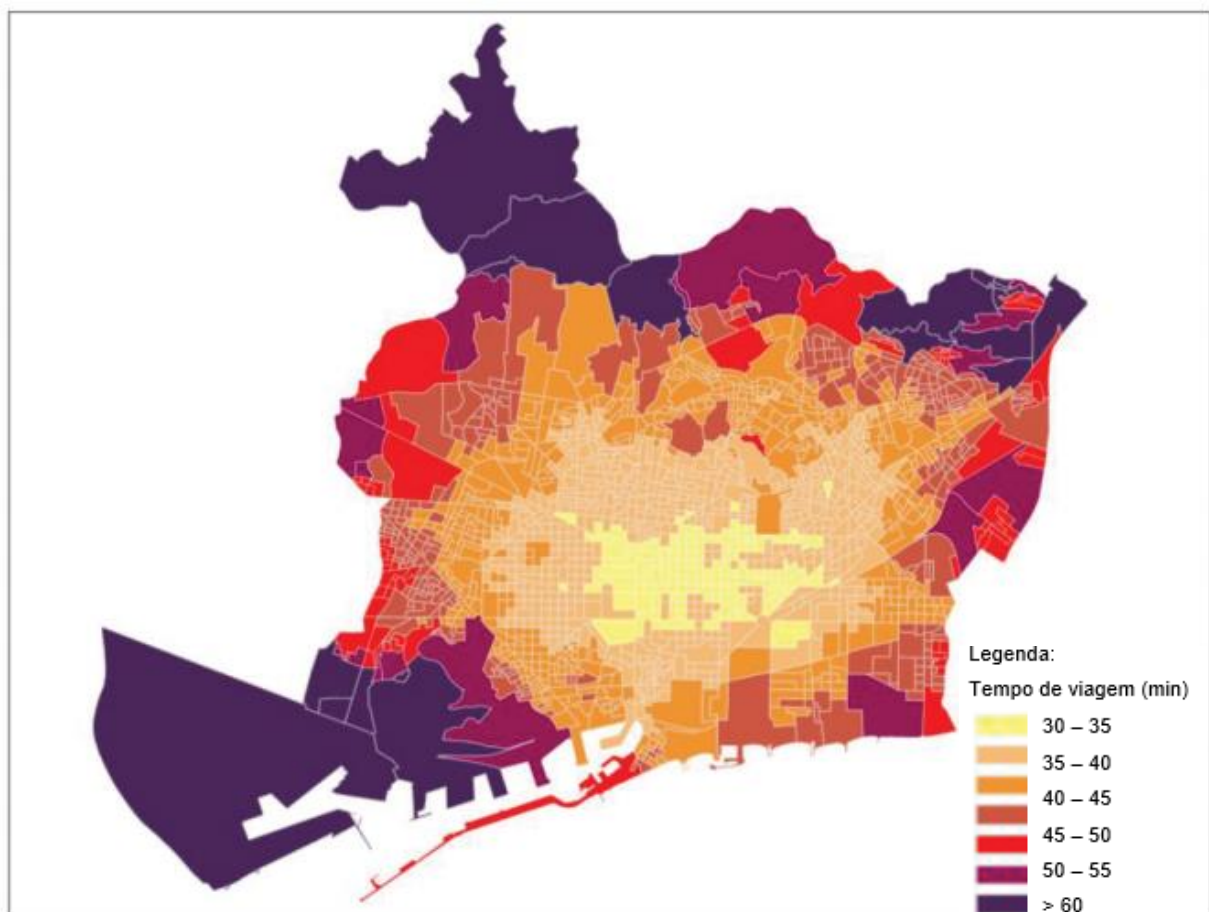 Legenda:
Tempo de viagem (min)
30 – 35
35 – 40
40 – 45
45 – 50
50 – 55
> 60